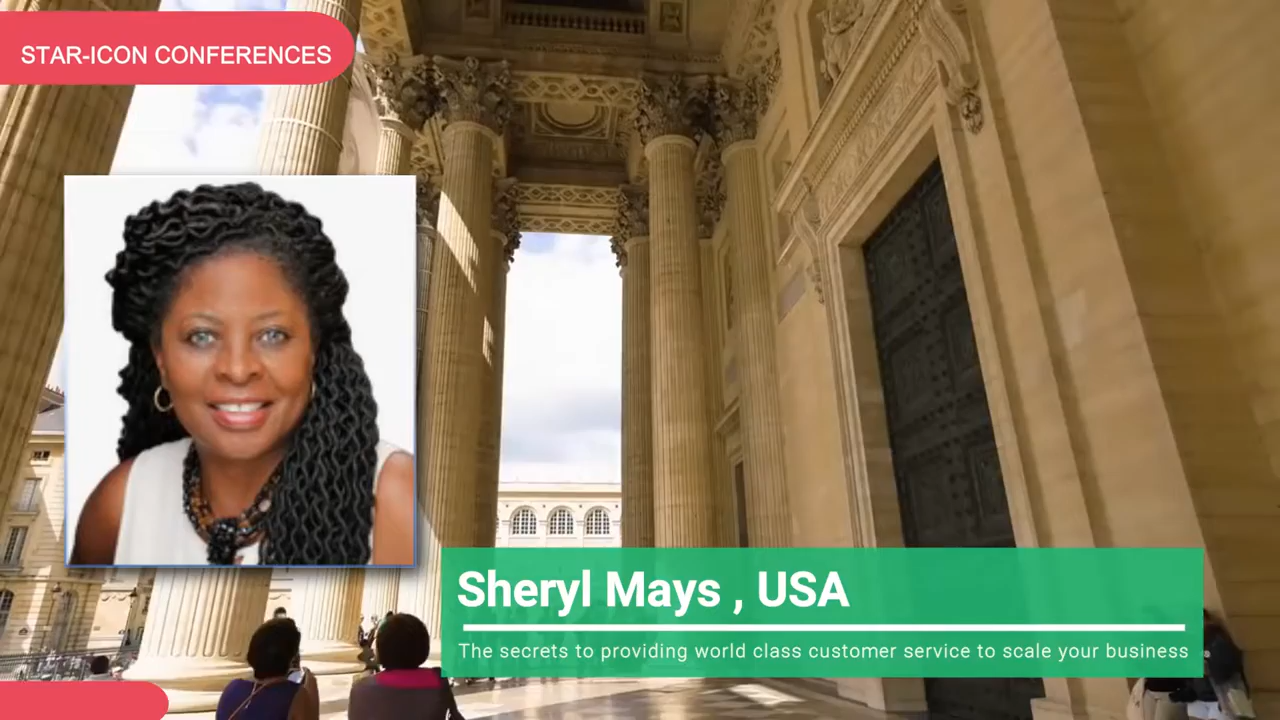 STAR-ICON CONFERENCES
Sheryl Mays , USA
The secrets to providing world class customer service to scale your business